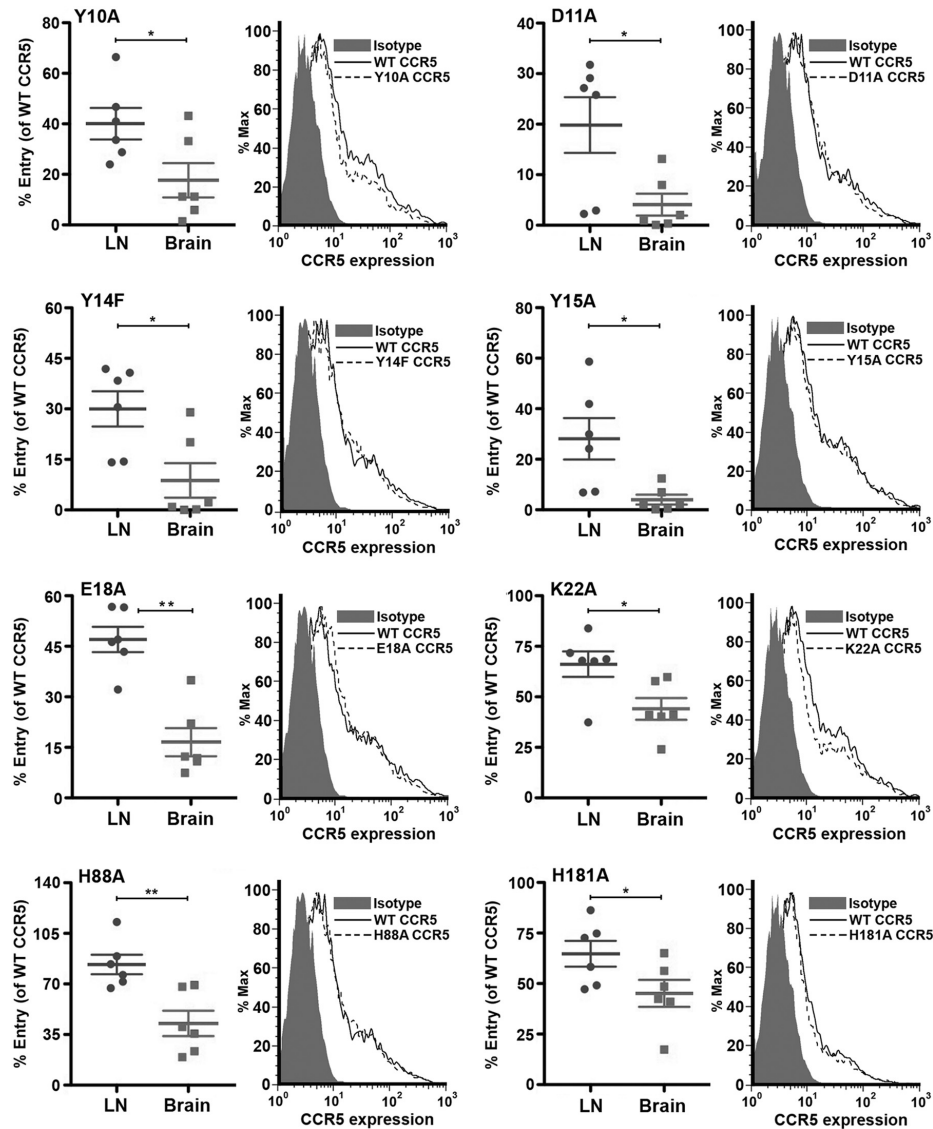 Y10A
*
% Entry (of WT CCR5)
80
60
40
20
0
LN Brain
% Max
100
80
60
40
20
0
Isotype
WT CCR5
Y10A CCR5
10⁰ 10¹ 10² 10³
CCR5 expression
D11A
*
% Entry (of WT CCR5)
40
30
20
10
0
LN Brain
% Max
100
80
60
40
20
0
Isotype
WT CCR5
D11A CCR5
10⁰ 10¹ 10² 10³
CCR5 expression
Y14F
*
% Entry (of WT CCR5)
60
45
30
15
0
LN Brain
% Max
100
80
60
40
20
0
Isotype
WT CCR5
Y14F CCR5
10⁰ 10¹ 10² 10³
CCR5 expression
Y15A
*
% Entry (of WT CCR5)
80
60
40
20
0
LN Brain
% Max
100
80
60
40
20
0
Isotype
WT CCR5
Y15A CCR5
10⁰ 10¹ 10² 10³
CCR5 expression
E18A
**
% Entry (of WT CCR5)
60
45
30
15
0
LN Brain
% Max
100
80
60
40
20
0
Isotype
WT CCR5
E18A CCR5
10⁰ 10¹ 10² 10³
CCR5 expression
K22A
*
% Entry (of WT CCR5)
100
75
50
25
0
LN Brain
% Max
100
80
60
40
20
0
Isotype
WT CCR5
K22A CCR5
10⁰ 10¹ 10² 10³
CCR5 expression
H88A
**
% Entry (of WT CCR5)
140
105
70
35
0
LN Brain
% Max
100
80
60
40
20
0
Isotype
WT CCR5
H88A CCR5
10⁰ 10¹ 10² 10³
CCR5 expression
H181A
*
% Entry (of WT CCR5)
100
75
50
25
0
LN Brain
% Max
100
80
60
40
20
0
Isotype
WT CCR5
H181A CCR5
10⁰ 10¹ 10² 10³
CCR5 expression